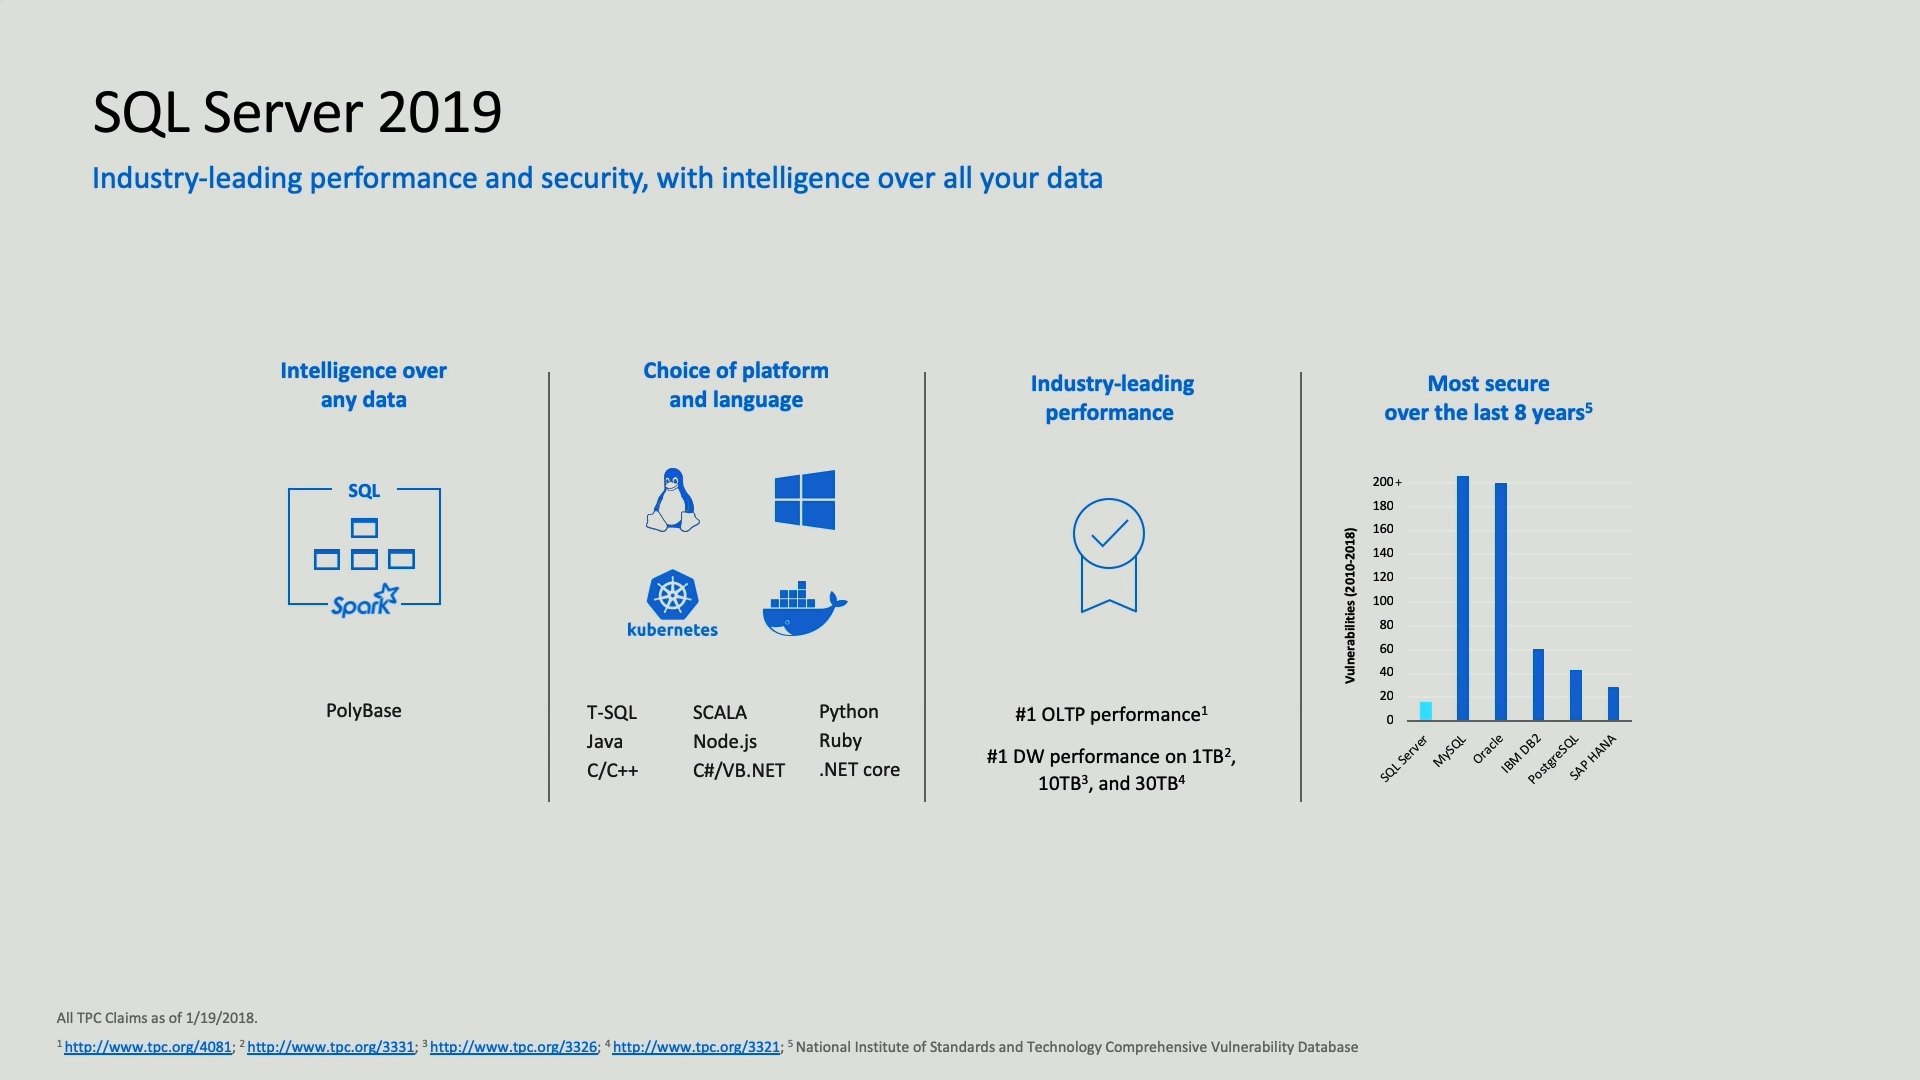 SQL Server 2019
Industry-leading performance and security, with intelligence over all your data
Intelligence over
any data
SQL
Spark
PolyBase
Choice of platform
and language
kubernetes
T-SQL SCALA Python
Java Node.js Ruby
C/C++ C#/VB.NET .NET core
Industry-leading
performance
#1 OLTP performance¹
#1 DW performance on 1TB²,
10TB³, and 30TB⁴
Most secure
over the last 8 years⁵
Vulnerabilities (2010-2018)
200+
180
160
140
120
100
80
60
40
20
0
SQL Server
MySQL
Oracle
IBM DB2
PostgreSQL
SAP HANA
All TPC Claims as of 1/19/2018.
¹ http://www.tpc.org/4081; ² http://www.tpc.org/3331; ³ http://www.tpc.org/3326; ⁴ http://www.tpc.org/3321; ⁵ National Institute of Standards and Technology Comprehensive Vulnerability Database